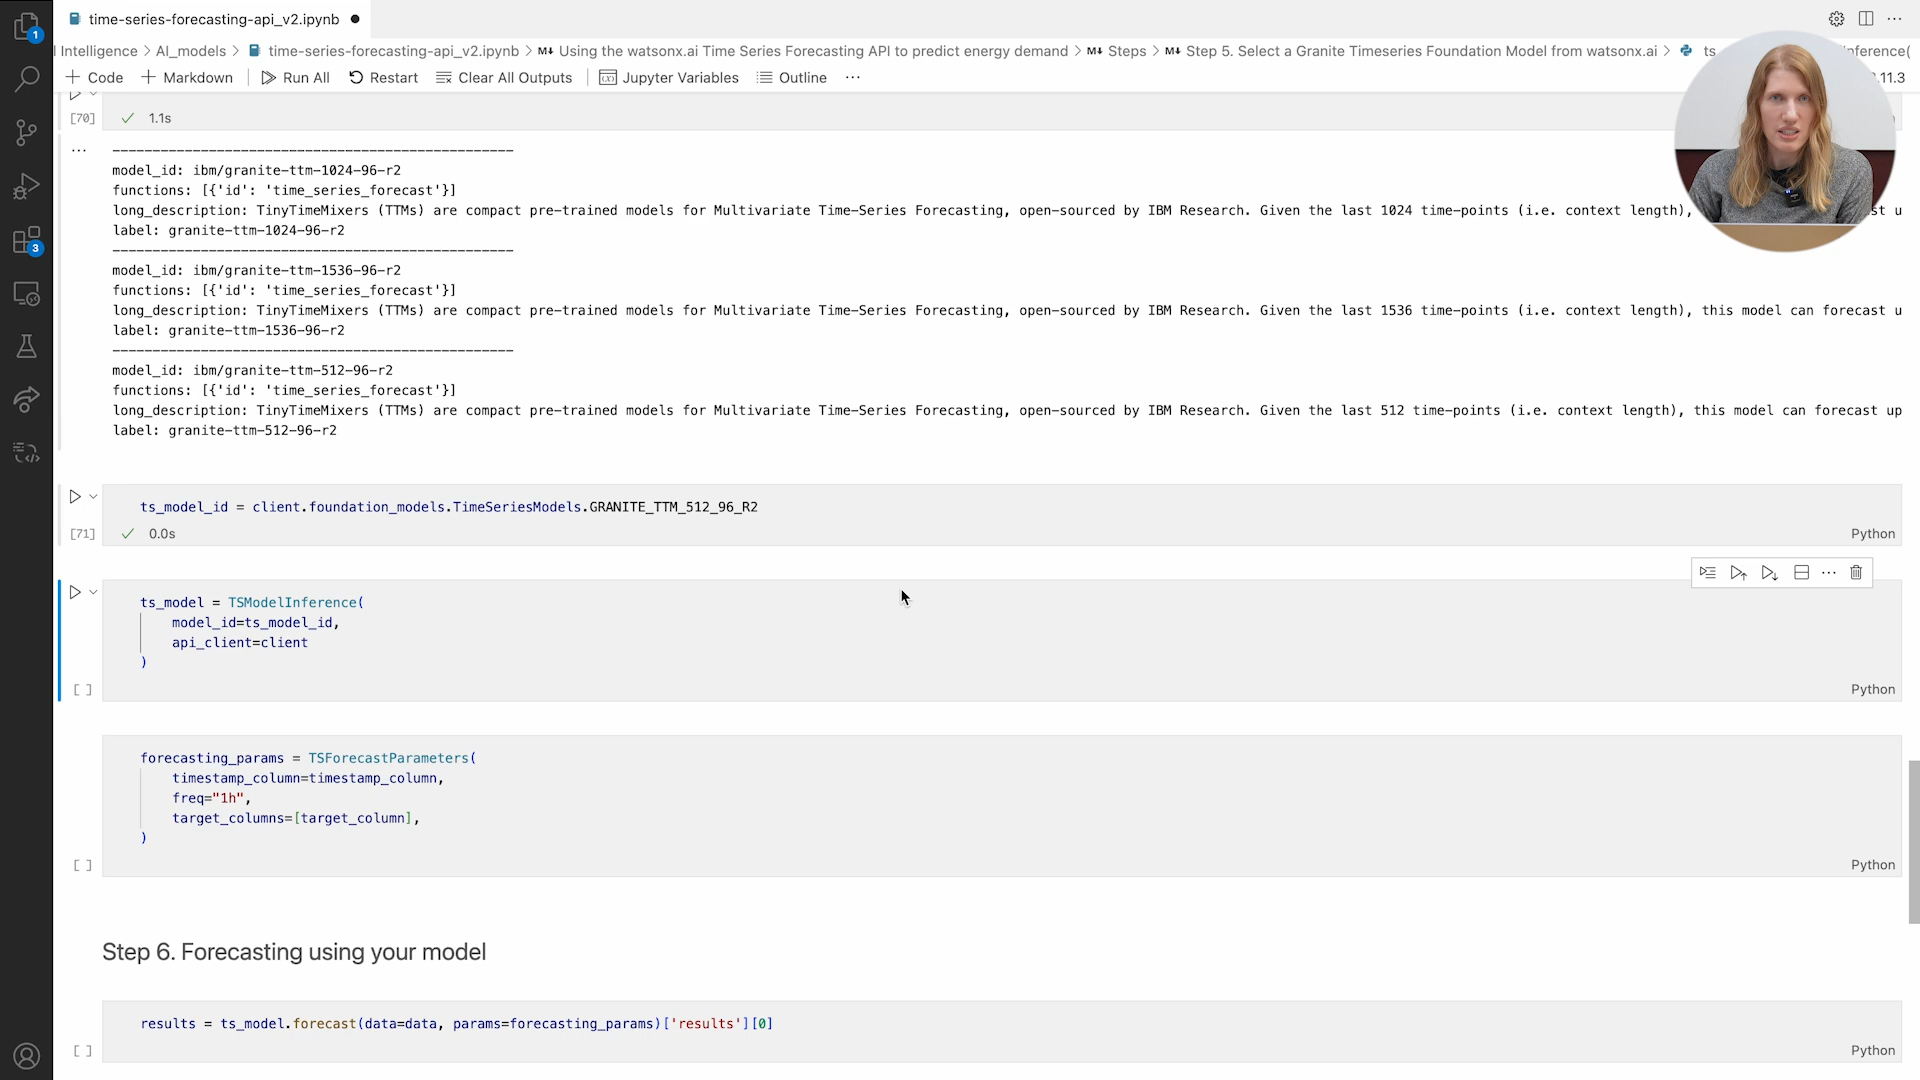 time-series-forecasting-api_v2.ipynb
Intelligence > AI_models > time-series-forecasting-api_v2.ipynb > M↓ Using the watsonx.ai Time Series Forecasting API to predict energy demand > M↓ Steps > M↓ Step 5. Select a Granite Timeseries Foundation Model from watsonx.ai > ts
+ Code + Markdown Run All Restart Clear All Outputs Jupyter Variables Outline ...
.11.3
[70] ✓ 1.1s
...
--------------------------------------------------
model_id: ibm/granite-ttm-1024-96-r2
functions: [{'id': 'time_series_forecast'}]
long_description: TinyTimeMixers (TTMs) are compact pre-trained models for Multivariate Time-Series Forecasting, open-sourced by IBM Research. Given the last 1024 time-points (i.e. context length),
label: granite-ttm-1024-96-r2
--------------------------------------------------
model_id: ibm/granite-ttm-1536-96-r2
functions: [{'id': 'time_series_forecast'}]
long_description: TinyTimeMixers (TTMs) are compact pre-trained models for Multivariate Time-Series Forecasting, open-sourced by IBM Research. Given the last 1536 time-points (i.e. context length), this model can forecast u
label: granite-ttm-1536-96-r2
--------------------------------------------------
model_id: ibm/granite-ttm-512-96-r2
functions: [{'id': 'time_series_forecast'}]
long_description: TinyTimeMixers (TTMs) are compact pre-trained models for Multivariate Time-Series Forecasting, open-sourced by IBM Research. Given the last 512 time-points (i.e. context length), this model can forecast up
label: granite-ttm-512-96-r2
ts_model_id = client.foundation_models.TimeSeriesModels.GRANITE_TTM_512_96_R2
[71] ✓ 0.0s Python
ts_model = TSModelInference(
model_id=ts_model_id,
api_client=client
)
[ ] Python
forecasting_params = TSForecastParameters(
timestamp_column=timestamp_column,
freq="1h",
target_columns=[target_column],
)
[ ] Python
Step 6. Forecasting using your model
results = ts_model.forecast(data=data, params=forecasting_params)['results'][0]
[ ] Python
1
3